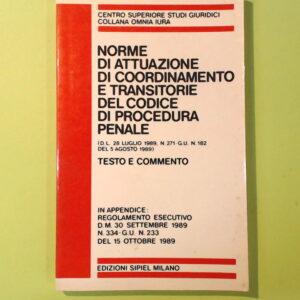 CENTRO SUPERIORE STUDI GIURIDICI
COLLANA OMNIA IURA
NORME
DI ATTUAZIONE
DI COORDINAMENTO
E TRANSITORIE
DEL CODICE
DI PROCEDURA
PENALE
(D.L. 28 LUGLIO 1989; N. 271 G.U. N. 182
DEL 5 AGOSTO 1989)
TESTO E COMMENTO
IN APPENDICE:
REGOLAMENTO ESECUTIVO
D.M. 30 SETTEMBRE 1989
N. 334 - G.U. N. 233
DEL 15 OTTOBRE 1989
EDIZIONI SIPIEL MILANO